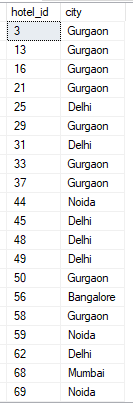 hotel_id city
3 Gurgaon
13 Gurgaon
16 Gurgaon
21 Gurgaon
25 Delhi
29 Gurgaon
31 Delhi
33 Gurgaon
37 Gurgaon
44 Noida
45 Delhi
48 Delhi
49 Delhi
50 Gurgaon
56 Bangalore
58 Gurgaon
59 Noida
62 Delhi
68 Mumbai
69 Noida